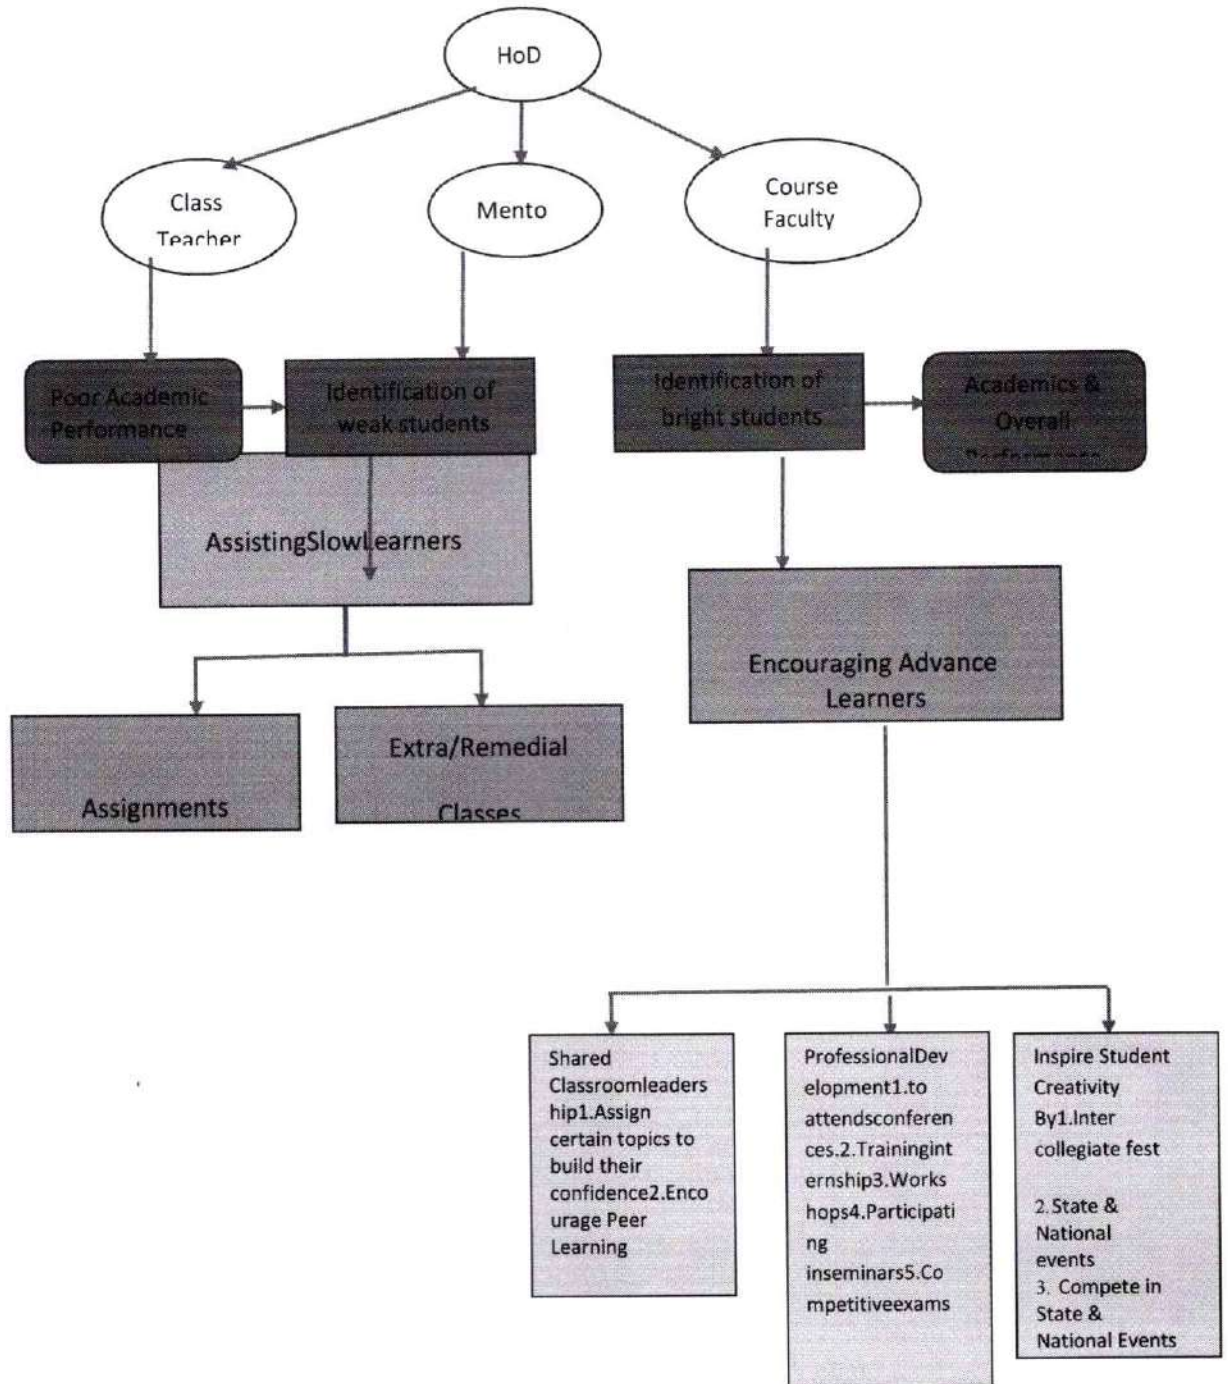 HoD
Class
Teacher
Mento
Course
Faculty
Poor Academic
Performance
Identification of
weak students
Identification of
bright students
Academics &
Overall
Performance
AssistingSlowLearners
Encouraging Advance
Learners
Assignments
Extra/Remedial
Classes
Shared
Classroomleaders
hip1.Assign
certain topics to
build their
confidence2.Enco
urage Peer
Learning
ProfessionalDev
elopment1.to
attendsconferen
ces.2.Trainingint
ernship3.Works
hops4.Participati
ng
inseminars5.Co
mpetitiveexams
Inspire Student
Creativity
By1.Inter
collegiate fest
2. State &
National
events
3. Compete in
State &
National Events